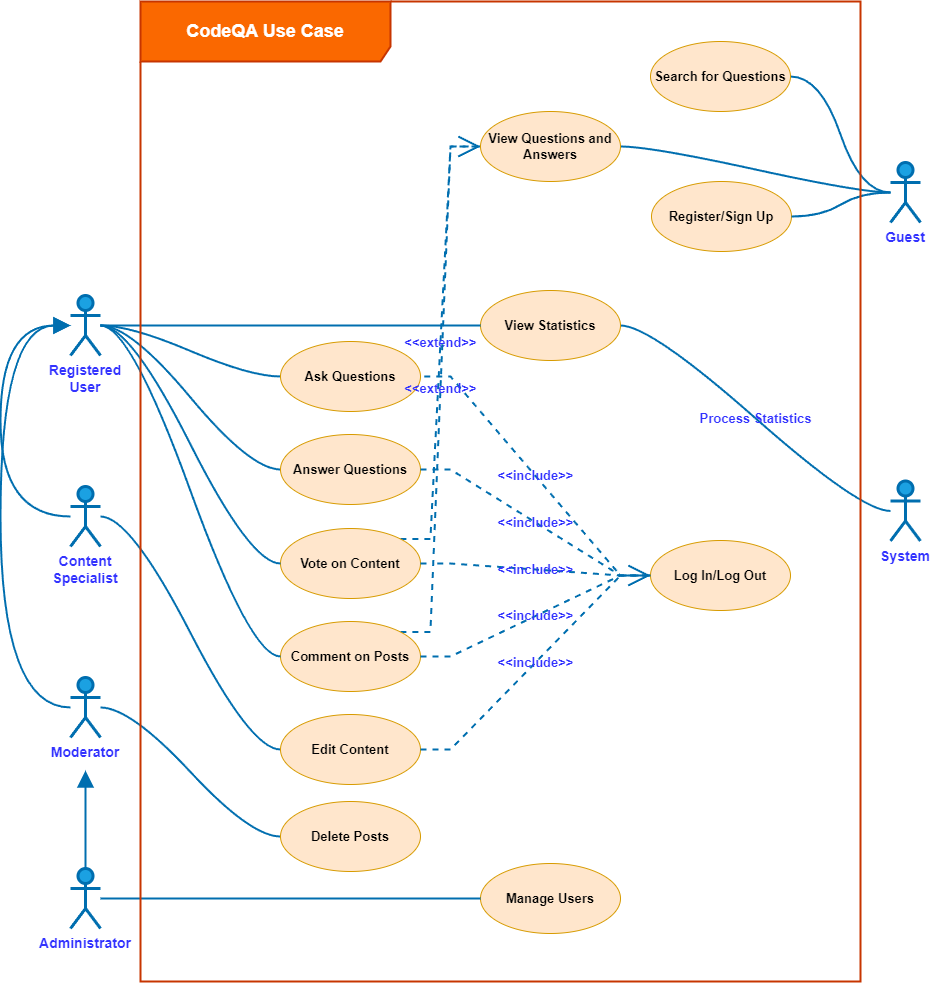 CodeQA Use Case
Search for Questions
View Questions and
Answers
Register/Sign Up
Guest
Registered
User
View Statistics
<<extend>>
Ask Questions
<<extend>>
Process Statistics
Answer Questions
<<include>>
Content
Specialist
<<include>>
System
Vote on Content
<<include>>
Log In/Log Out
<<include>>
Comment on Posts
<<include>>
Moderator
Edit Content
Delete Posts
Administrator
Manage Users